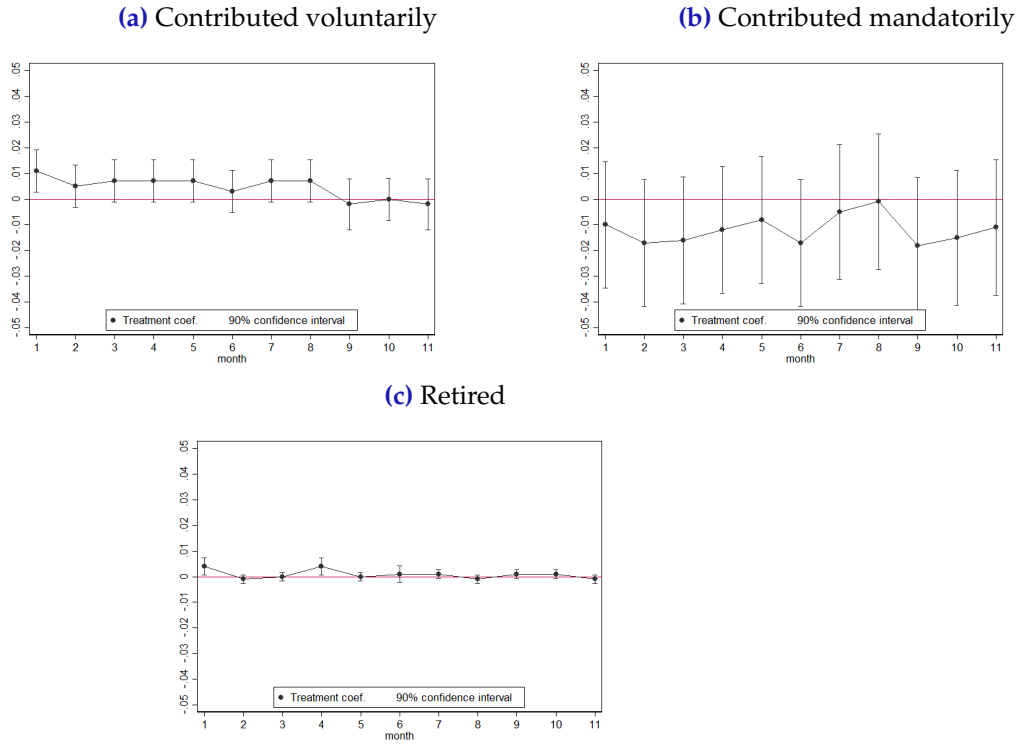 (a) Contributed voluntarily
.05
.04
.03
.02
.01
0
-.01
-.02
-.03
-.04
-.05
Treatment coef. 90% confidence interval
1 2 3 4 5 6 7 8 9 10 11
month
(b) Contributed mandatorily
.05
.04
.03
.02
.01
0
-.01
-.02
-.03
-.04
-.05
Treatment coef. 90% confidence interval
1 2 3 4 5 6 7 8 9 10 11
month
(c) Retired
.05
.04
.03
.02
.01
0
-.01
-.02
-.03
-.04
-.05
Treatment coef. 90% confidence interval
1 2 3 4 5 6 7 8 9 10 11
month